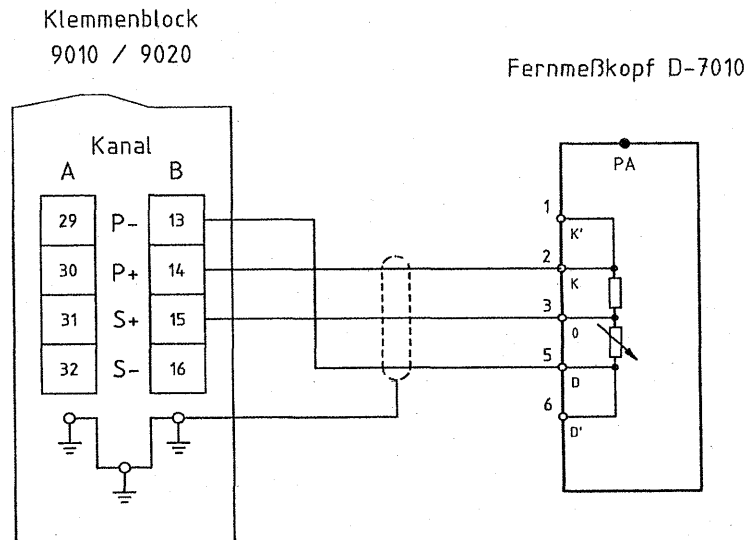 Klemmenblock
9010 / 9020
Fernmeßkopf D-7010
Kanal
A B
PA
29 P- 13
30 P+ 14
31 S+ 15
32 S- 16
1
K'
2
K
3
0
5
D
6
D'